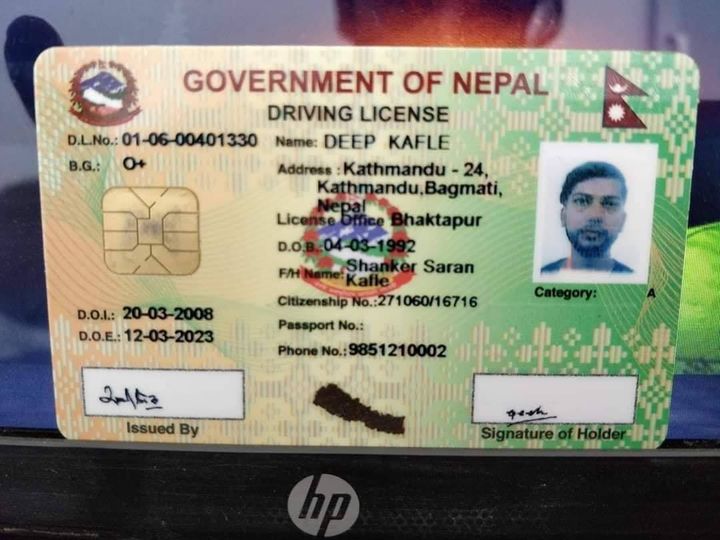 GOVERNMENT OF NEPAL
DRIVING LICENSE
D.L.No.: 01-06-00401330 Name: DEEP KAFLE
B.G.: O+
Address : Kathmandu - 24,
Kathmandu,Bagmati,
Nepal
License Office Bhaktapur
D.O.B.:04-03-1992
F/H Name: Shanker Saran
Kafle
Category: A
Citizenship No.:271060/16716
D.O.I.: 20-03-2008
Passport No.:
D.O.E.: 12-03-2023
Phone No.:9851210002
Issued By
Signature of Holder
hp